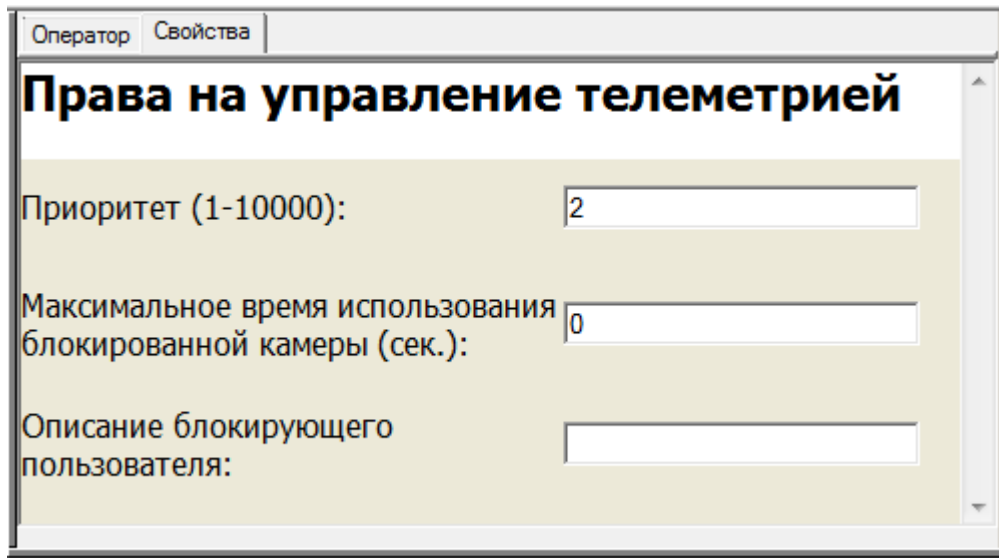 Оператор Свойства
Права на управление телеметрией
Приоритет (1-10000): 2
Максимальное время использования
блокированной камеры (сек.): 0
Описание блокирующего
пользователя: